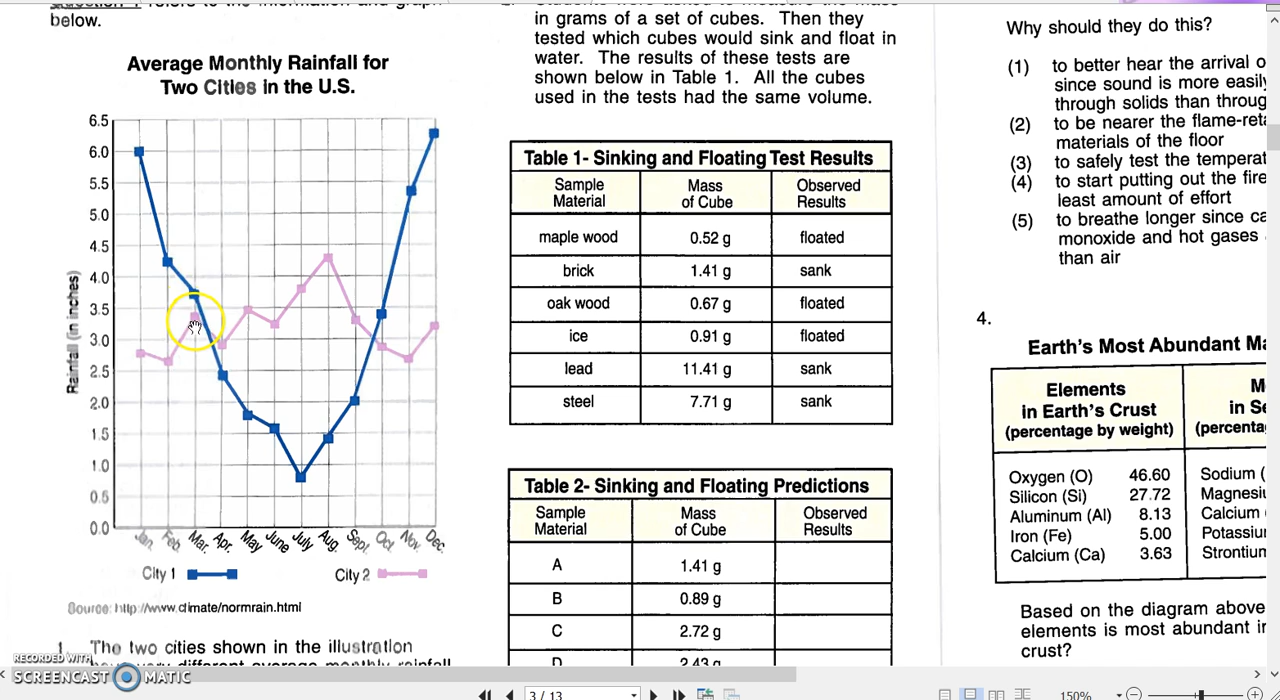 below.
Average Monthly Rainfall for
Two Cities in the U.S.
Rainfall (in inches)
6.5
6.0
5.5
5.0
4.5
4.0
3.5
3.0
2.5
2.0
1.5
1.0
0.5
0.0
Jan. Feb. Mar. Apr. May June July Aug. Sept. Oct. Nov. Dec.
City 1 City 2
Source: http://www.climate/normrain.html
1. The two cities shown in the illustration
in grams of a set of cubes. Then they
tested which cubes would sink and float in
water. The results of these tests are
shown below in Table 1. All the cubes
used in the tests had the same volume.
Table 1- Sinking and Floating Test Results
Sample Material Mass of Cube Observed Results
maple wood 0.52 g floated
brick 1.41 g sank
oak wood 0.67 g floated
ice 0.91 g floated
lead 11.41 g sank
steel 7.71 g sank
Table 2- Sinking and Floating Predictions
Sample Material Mass of Cube Observed Results
A 1.41 g
B 0.89 g
C 2.72 g
D 2.43 g
Why should they do this?
(1) to better hear the arrival o
since sound is more easil
through solids than throug
(2) to be nearer the flame-reta
materials of the floor
(3) to safely test the temperat
(4) to start putting out the fire
least amount of effort
(5) to breathe longer since ca
monoxide and hot gases
than air
4.
Earth's Most Abundant Ma
Elements
in Earth's Crust
(percentage by weight)
M
in Se
(percenta
Oxygen (O) 46.60 Sodium (
Silicon (Si) 27.72 Magnesi
Aluminum (Al) 8.13 Calcium
Iron (Fe) 5.00 Potassiu
Calcium (Ca) 3.63 Strontiun
Based on the diagram above
elements is most abundant ir
crust?
RECORDED WITH
SCREENCAST MATIC
3 / 13
150%